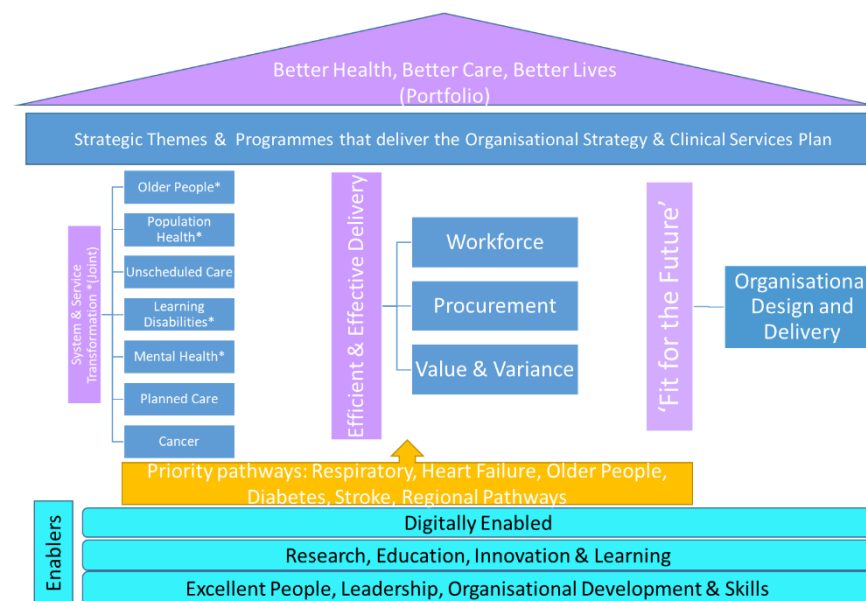 Better Health, Better Care, Better Lives
(Portfolio)
Strategic Themes & Programmes that deliver the Organisational Strategy & Clinical Services Plan
System & Service
Transformation *(Joint)
Older People*
Population
Health*
Unscheduled Care
Learning
Disabilities*
Mental Health*
Planned Care
Cancer
Efficient & Effective Delivery
Workforce
Procurement
Value & Variance
‘Fit for the Future’
Organisational
Design and
Delivery
Priority pathways: Respiratory, Heart Failure, Older People,
Diabetes, Stroke, Regional Pathways
Enablers
Digitally Enabled
Research, Education, Innovation & Learning
Excellent People, Leadership, Organisational Development & Skills